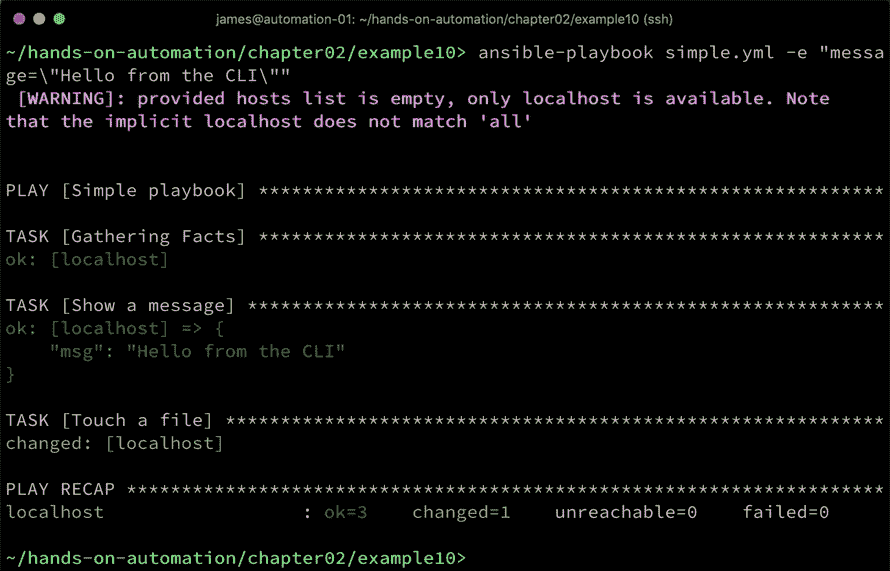 james@automation-01: ~/hands-on-automation/chapter02/example10 (ssh)
~/hands-on-automation/chapter02/example10> ansible-playbook simple.yml -e "messa
ge=\"Hello from the CLI\""
 [WARNING]: provided hosts list is empty, only localhost is available. Note
that the implicit localhost does not match 'all'
PLAY [Simple playbook] *********************************************************
TASK [Gathering Facts] *********************************************************
ok: [localhost]
TASK [Show a message] **********************************************************
ok: [localhost] => {
    "msg": "Hello from the CLI"
}
TASK [Touch a file] ************************************************************
changed: [localhost]
PLAY RECAP *********************************************************************
localhost                  : ok=3    changed=1    unreachable=0    failed=0
~/hands-on-automation/chapter02/example10>